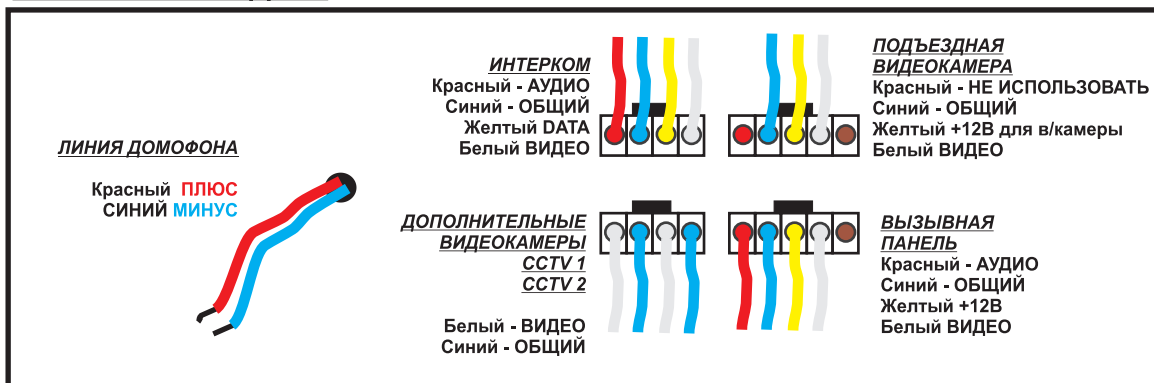 ЛИНИЯ ДОМОФОНА
Красный ПЛЮС
СИНИЙ МИНУС
ИНТЕРКОМ
Красный - АУДИО
Синий - ОБЩИЙ
Желтый DATA
Белый ВИДЕО
ПОДЪЕЗДНАЯ
ВИДЕОКАМЕРА
Красный - НЕ ИСПОЛЬЗОВАТЬ
Синий - ОБЩИЙ
Желтый +12В для в/камеры
Белый ВИДЕО
ДОПОЛНИТЕЛЬНЫЕ
ВИДЕОКАМЕРЫ
CCTV 1
CCTV 2
Белый - ВИДЕО
Синий - ОБЩИЙ
ВЫЗЫВНАЯ
ПАНЕЛЬ
Красный - АУДИО
Синий - ОБЩИЙ
Желтый +12В
Белый ВИДЕО